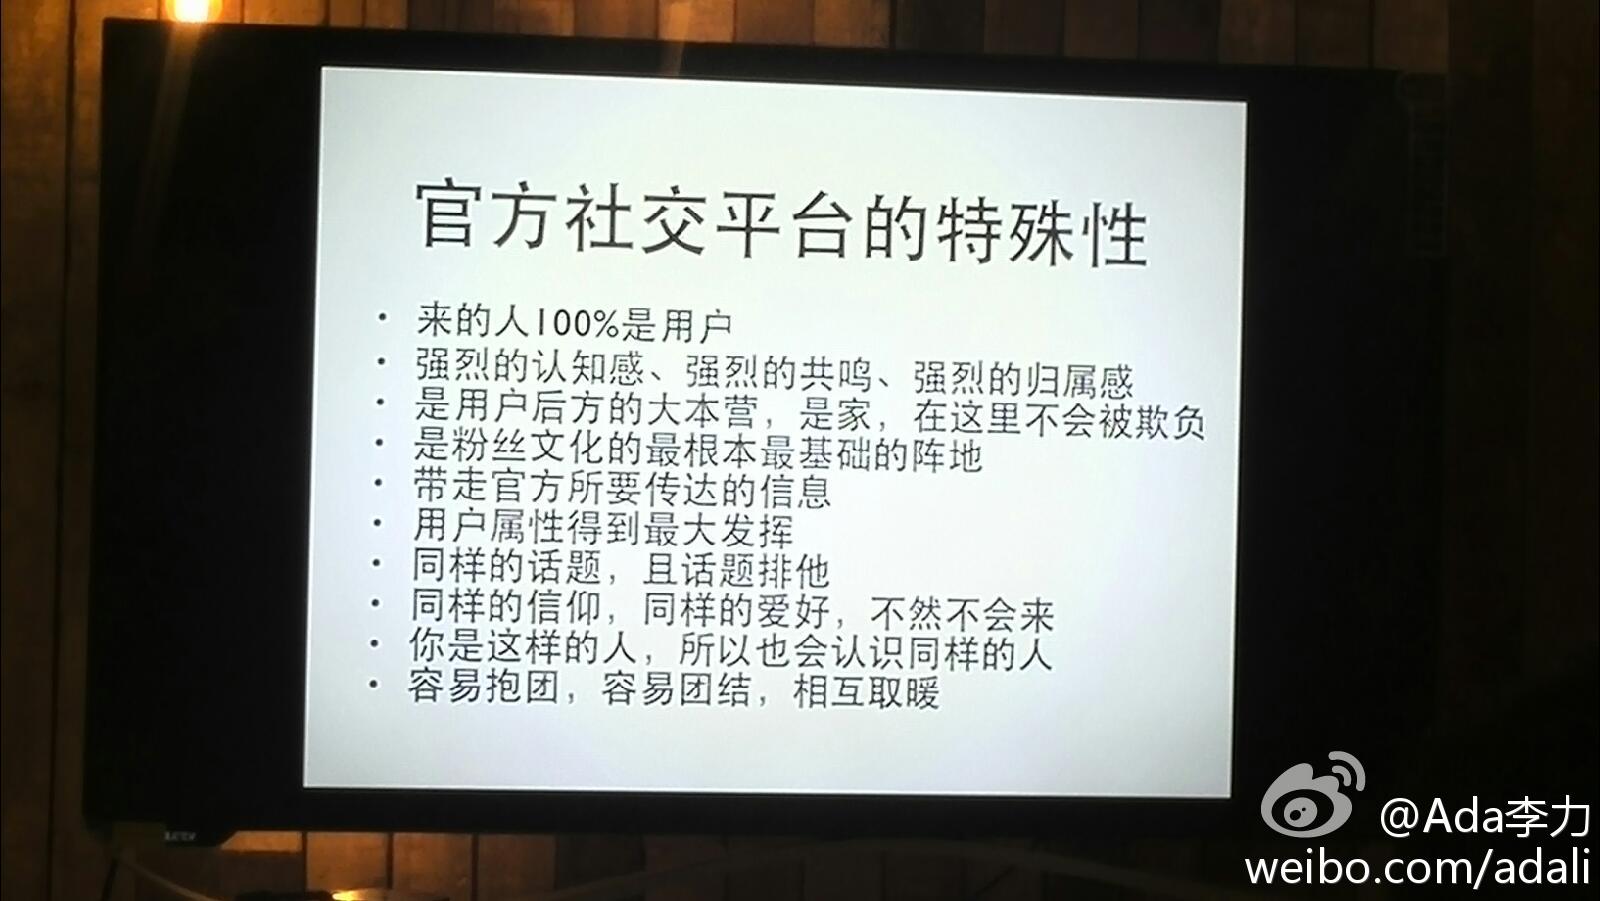 官方社交平台的特殊性
· 来的人100%是用户
· 强烈的认知感、强烈的共鸣、强烈的归属感
· 是用户后方的大本营，是家，在这里不会被欺负
· 是粉丝文化的最根本最基础的阵地
· 带走官方所要传达的信息
· 用户属性得到最大发挥
· 同样的话题，且话题排他
· 同样的信仰，同样的爱好，不然不会来
· 你是这样的人，所以也会认识同样的人
· 容易抱团，容易团结，相互取暖
@Ada李力
weibo.com/adali